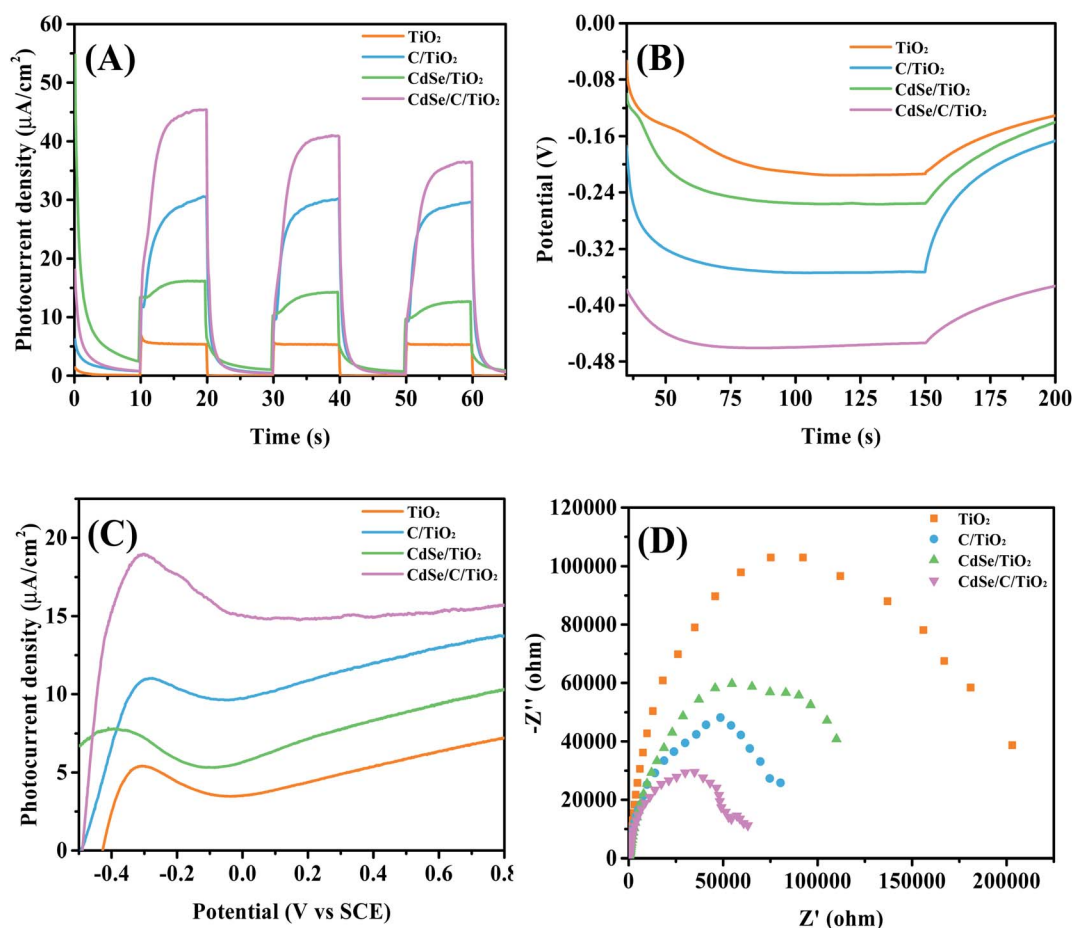 (A)
TiO₂
C/TiO₂
CdSe/TiO₂
CdSe/C/TiO₂
Photocurrent density (μA/cm²)
60
50
40
30
20
10
0
0 10 20 30 40 50 60
Time (s)
(B)
TiO₂
C/TiO₂
CdSe/TiO₂
CdSe/C/TiO₂
Potential (V)
0.00
-0.08
-0.16
-0.24
-0.32
-0.40
-0.48
50 75 100 125 150 175 200
Time (s)
(C)
TiO₂
C/TiO₂
CdSe/TiO₂
CdSe/C/TiO₂
Photocurrent density (μA/cm²)
20
15
10
5
0
-0.4 -0.2 0.0 0.2 0.4 0.6 0.8
Potential (V vs SCE)
(D)
TiO₂
C/TiO₂
CdSe/TiO₂
CdSe/C/TiO₂
-Z'' (ohm)
120000
100000
80000
60000
40000
20000
0
0 50000 100000 150000 200000
Z' (ohm)